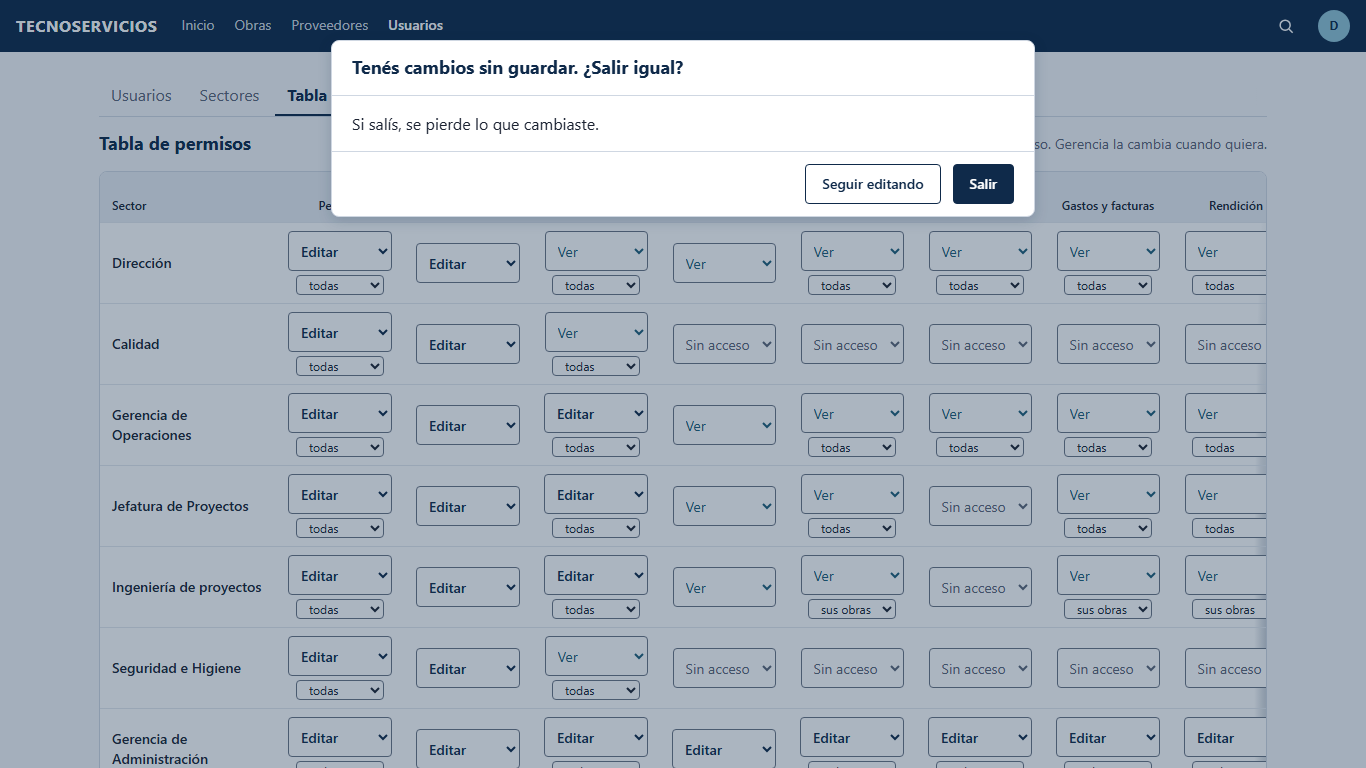 TECNOSERVICIOS Inicio Obras Proveedores Usuarios D
Tenés cambios sin guardar. ¿Salir igual?
Si salís, se pierde lo que cambiaste.
Seguir editando Salir
Usuarios Sectores Tabla
Tabla de permisos
so. Gerencia la cambia cuando quiera.
Sector Pe Gastos y facturas Rendición
Dirección
Editar Editar Ver Ver Ver Ver Ver Ver
todas todas todas todas todas todas
Calidad
Editar Editar Ver Sin acceso Sin acceso Sin acceso Sin acceso Sin acceso
todas todas
Gerencia de
Operaciones
Editar Editar Editar Ver Ver Ver Ver Ver
todas todas todas todas todas todas
Jefatura de Proyectos
Editar Editar Editar Ver Ver Sin acceso Ver Ver
todas todas todas todas todas
Ingeniería de proyectos
Editar Editar Editar Ver Ver Sin acceso Ver Ver
todas todas sus obras sus obras sus obras
Seguridad e Higiene
Editar Editar Ver Sin acceso Sin acceso Sin acceso Sin acceso Sin acceso
todas todas
Gerencia de
Administración
Editar Editar Editar Editar Editar Editar Editar Editar